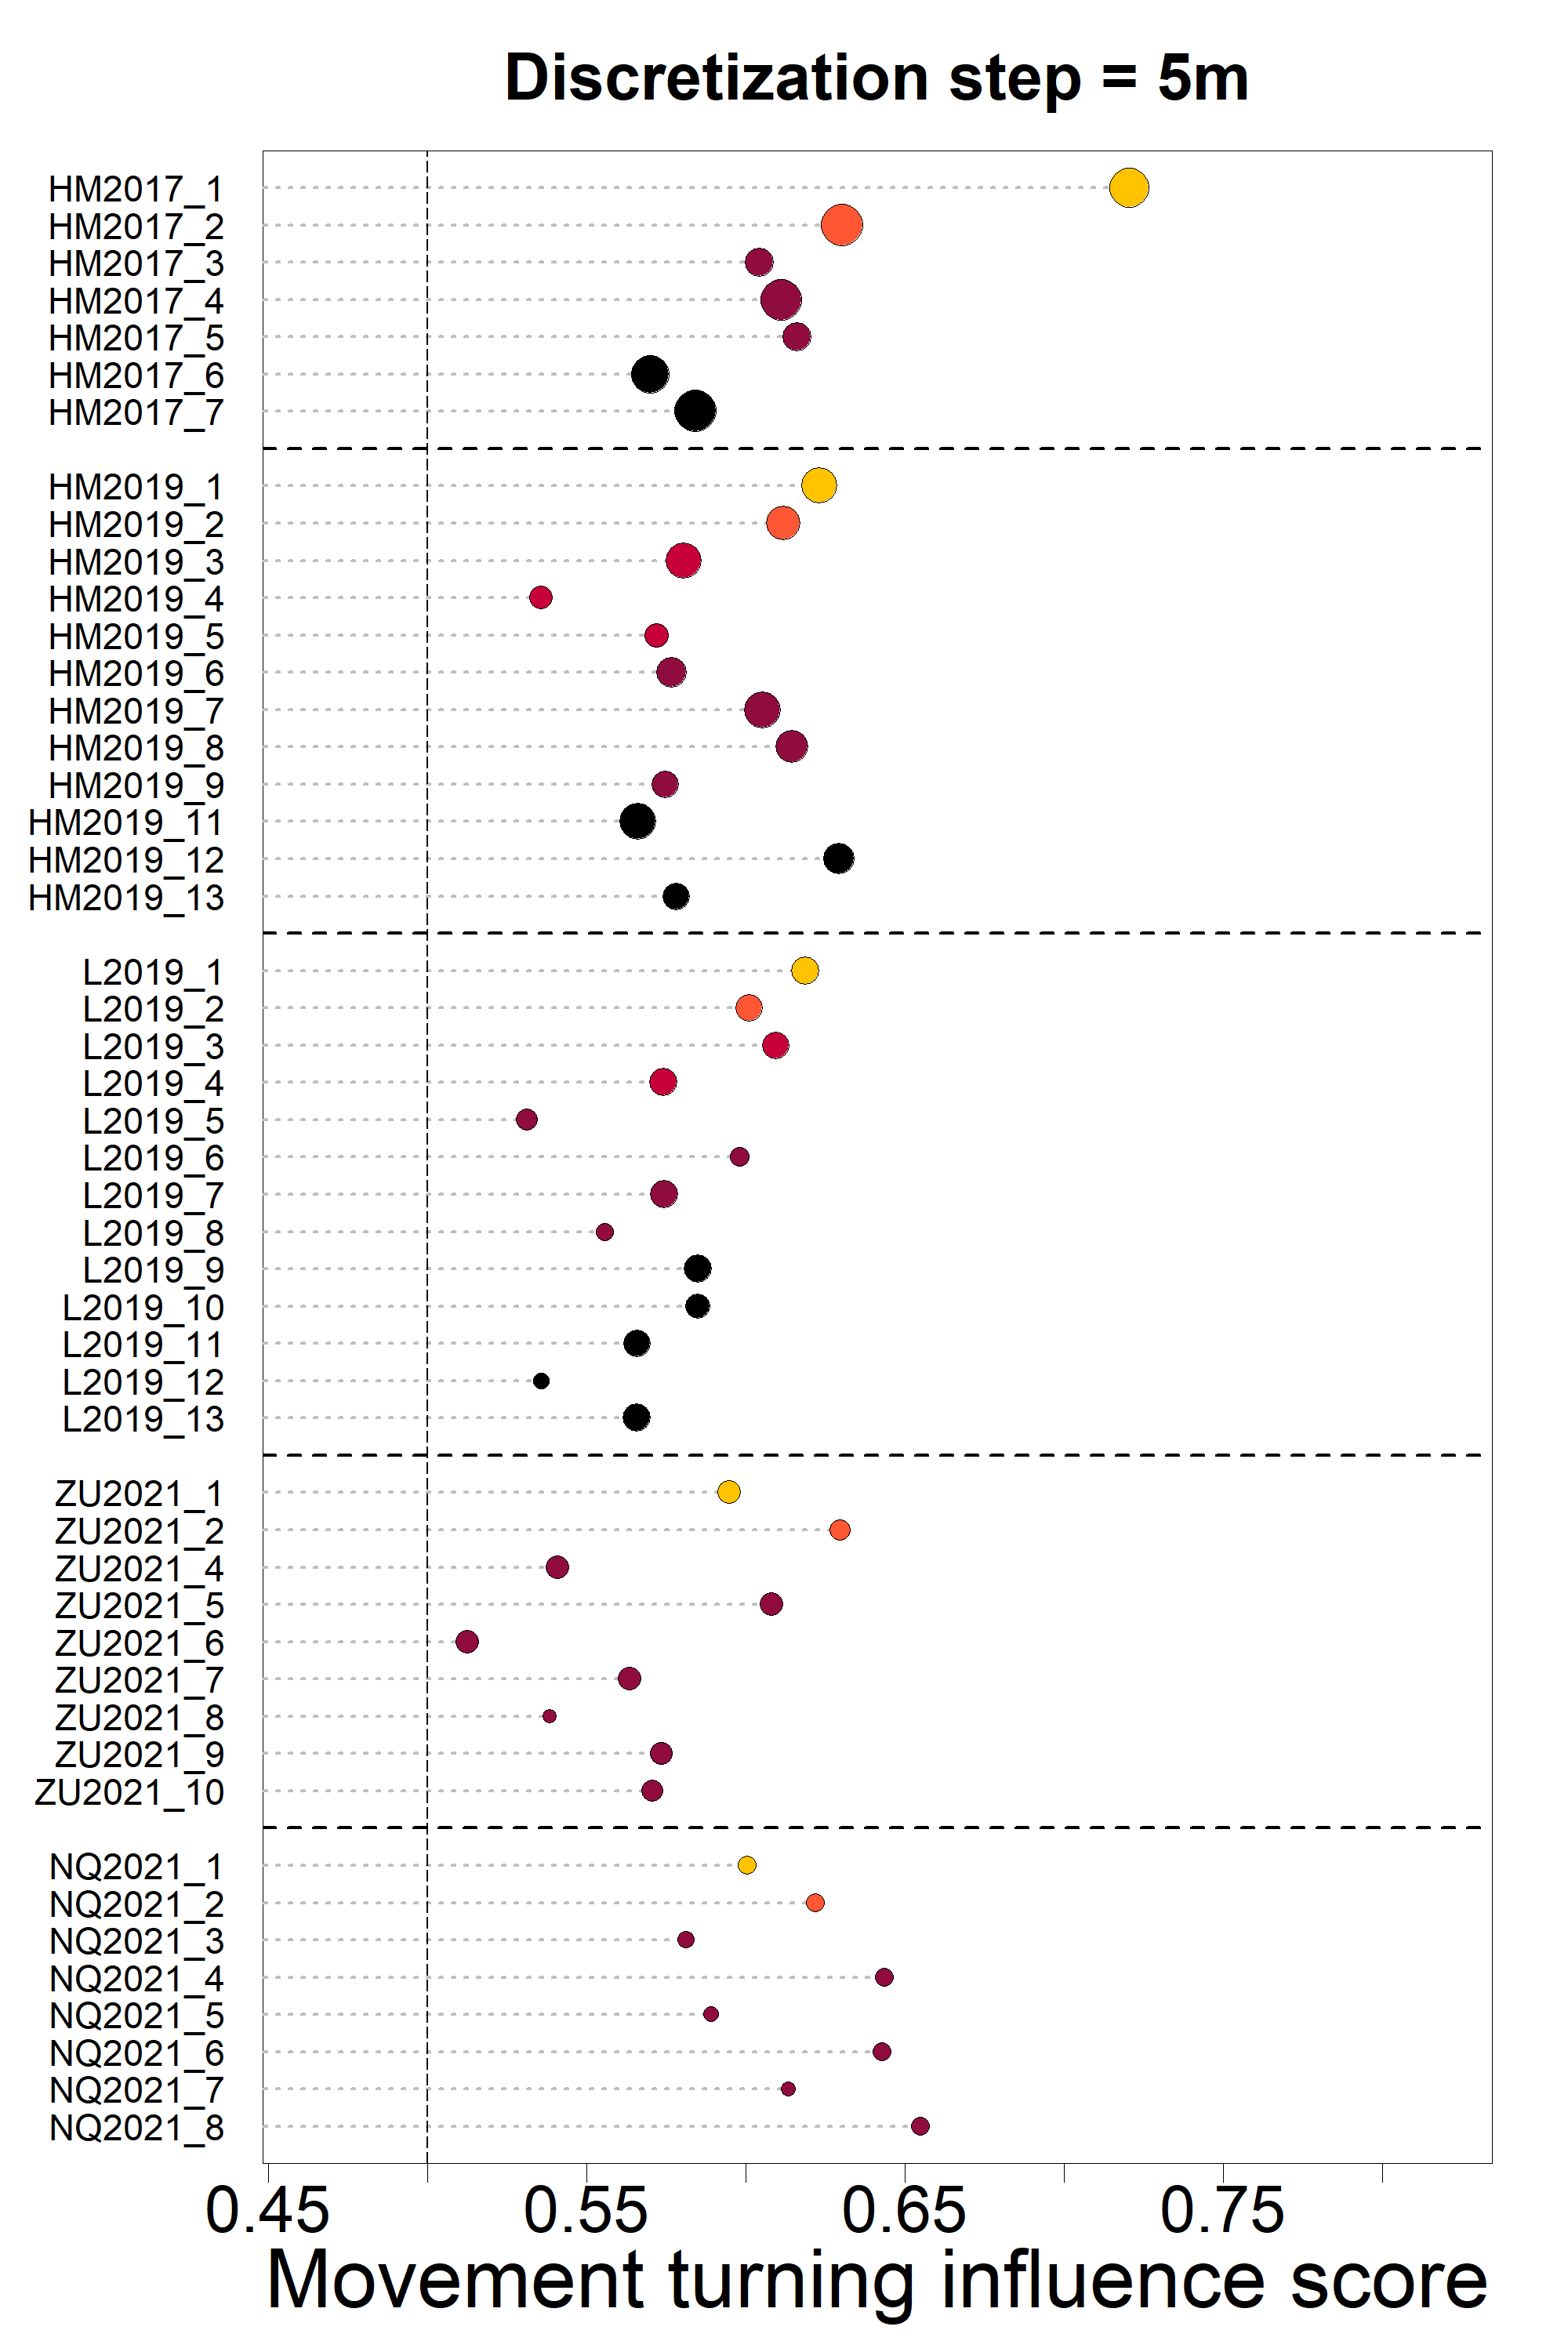 Discretization step = 5m
HM2017_1
HM2017_2
HM2017_3
HM2017_4
HM2017_5
HM2017_6
HM2017_7
HM2019_1
HM2019_2
HM2019_3
HM2019_4
HM2019_5
HM2019_6
HM2019_7
HM2019_8
HM2019_9
HM2019_11
HM2019_12
HM2019_13
L2019_1
L2019_2
L2019_3
L2019_4
L2019_5
L2019_6
L2019_7
L2019_8
L2019_9
L2019_10
L2019_11
L2019_12
L2019_13
ZU2021_1
ZU2021_2
ZU2021_4
ZU2021_5
ZU2021_6
ZU2021_7
ZU2021_8
ZU2021_9
ZU2021_10
NQ2021_1
NQ2021_2
NQ2021_3
NQ2021_4
NQ2021_5
NQ2021_6
NQ2021_7
NQ2021_8
0.45 0.55 0.65 0.75
Movement turning influence score